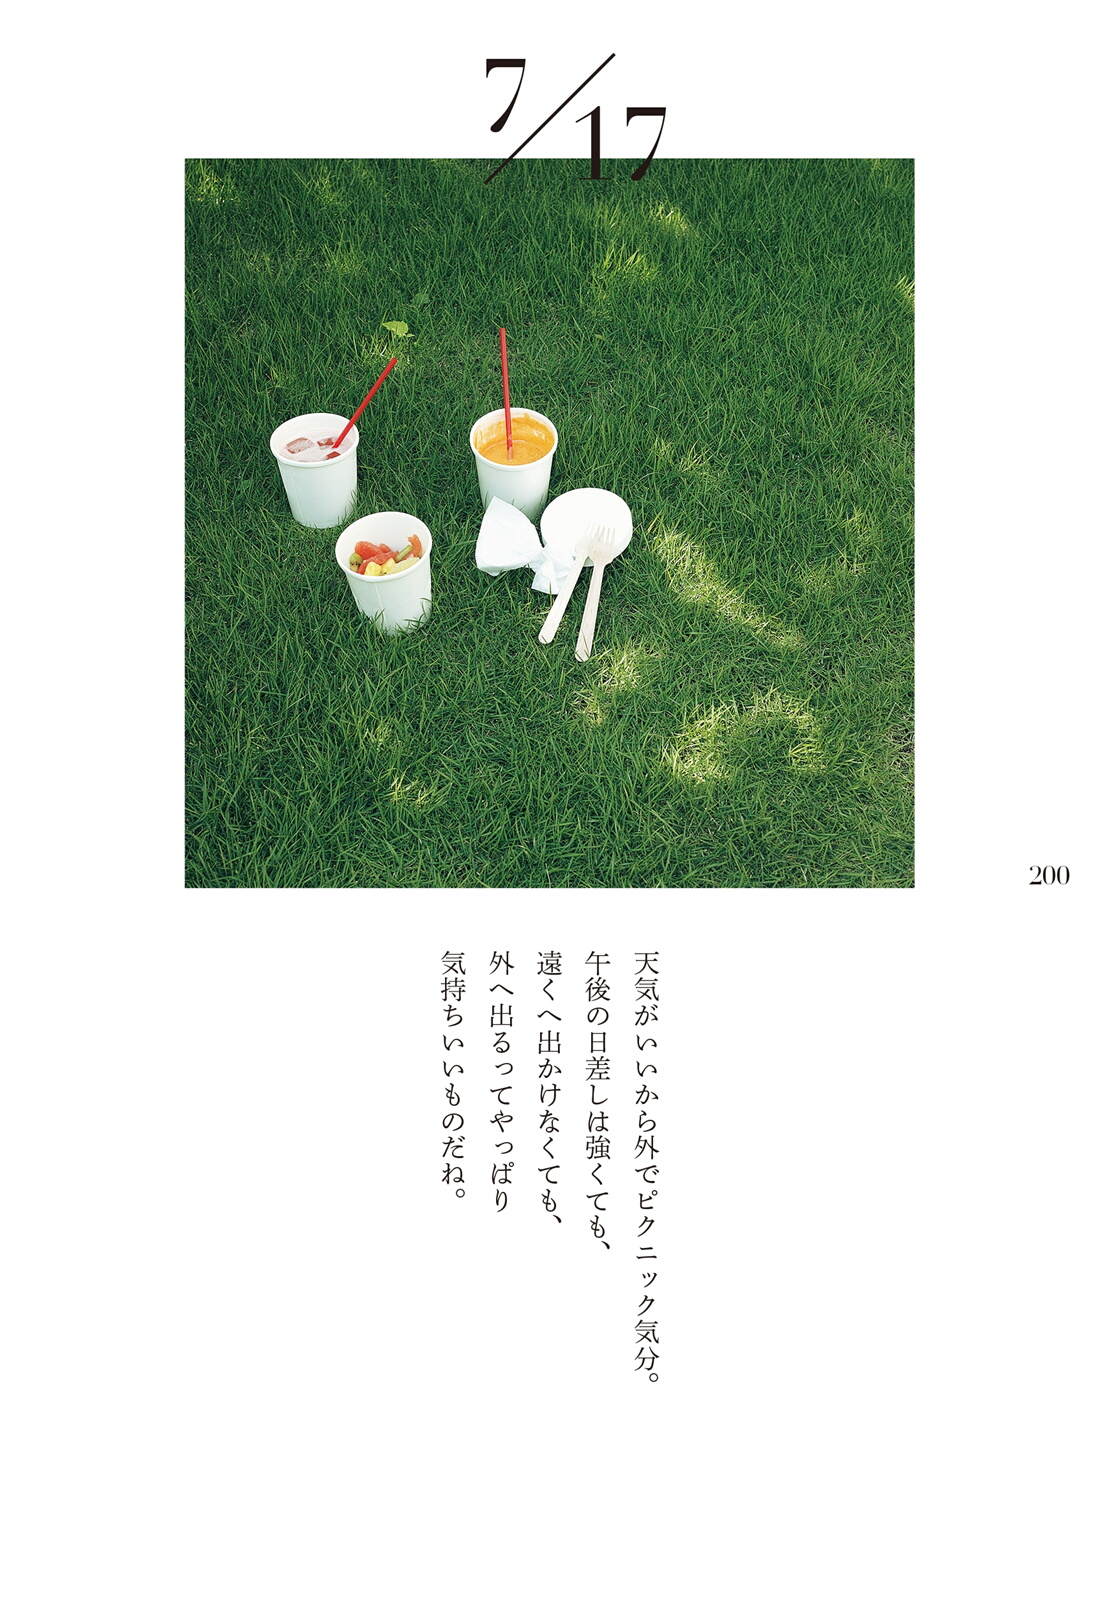 7/17
天気がいいから外でピクニック気分。
午後の日差しは強くても、
遠くへ出かけなくても、
外へ出るってやっぱり
気持ちいいものだね。
200